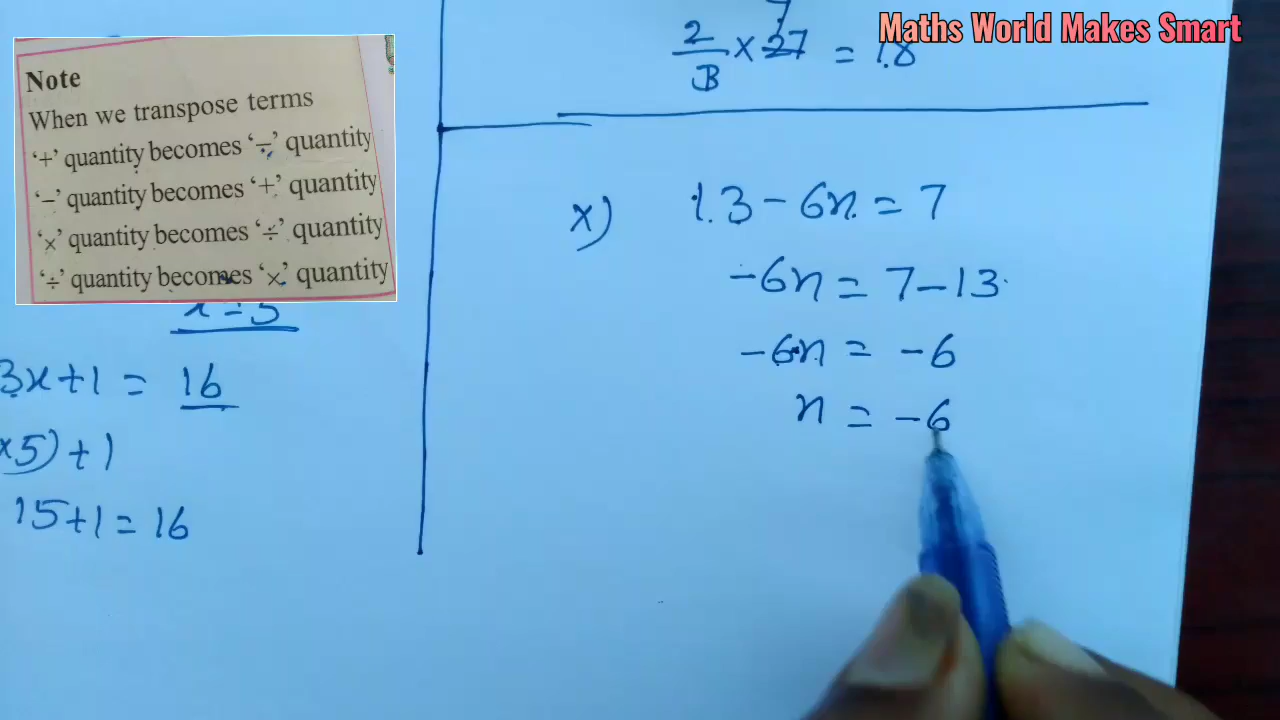 Maths World Makes Smart
Note
When we transpose terms
‘+’ quantity becomes ‘−’ quantity
‘−’ quantity becomes ‘+’ quantity
‘×’ quantity becomes ‘÷’ quantity
‘÷’ quantity becomes ‘×’ quantity
x = 5
3x+1 = 16
×5) + 1
15+1 = 16
2/3 × 27 = 18
x) 13 − 6n = 7
−6n = 7−13
−6n = −6
n = −6